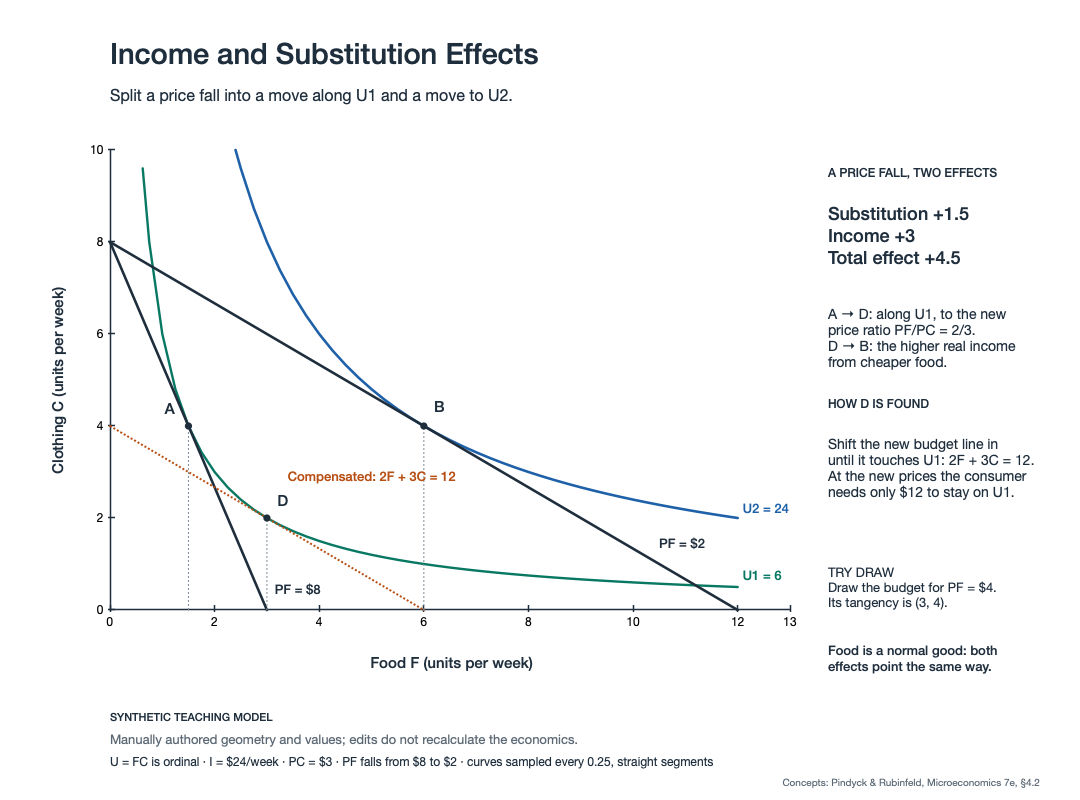 Income and Substitution Effects
Split a price fall into a move along U1 and a move to U2.
10
8
6
4
2
0
Clothing C (units per week)
A
B
D
Compensated: 2F + 3C = 12
U2 = 24
PF = $2
U1 = 6
PF = $8
0
2
4
6
8
10
12
13
Food F (units per week)
A PRICE FALL, TWO EFFECTS
Substitution +1.5
Income +3
Total effect +4.5
A → D: along U1, to the new
price ratio PF/PC = 2/3.
D → B: the higher real income
from cheaper food.
HOW D IS FOUND
Shift the new budget line in
until it touches U1: 2F + 3C = 12.
At the new prices the consumer
needs only $12 to stay on U1.
TRY DRAW
Draw the budget for PF = $4.
Its tangency is (3, 4).
Food is a normal good: both
effects point the same way.
SYNTHETIC TEACHING MODEL
Manually authored geometry and values; edits do not recalculate the economics.
U = FC is ordinal · I = $24/week · PC = $3 · PF falls from $8 to $2 · curves sampled every 0.25, straight segments
Concepts: Pindyck & Rubinfeld, Microeconomics 7e, §4.2